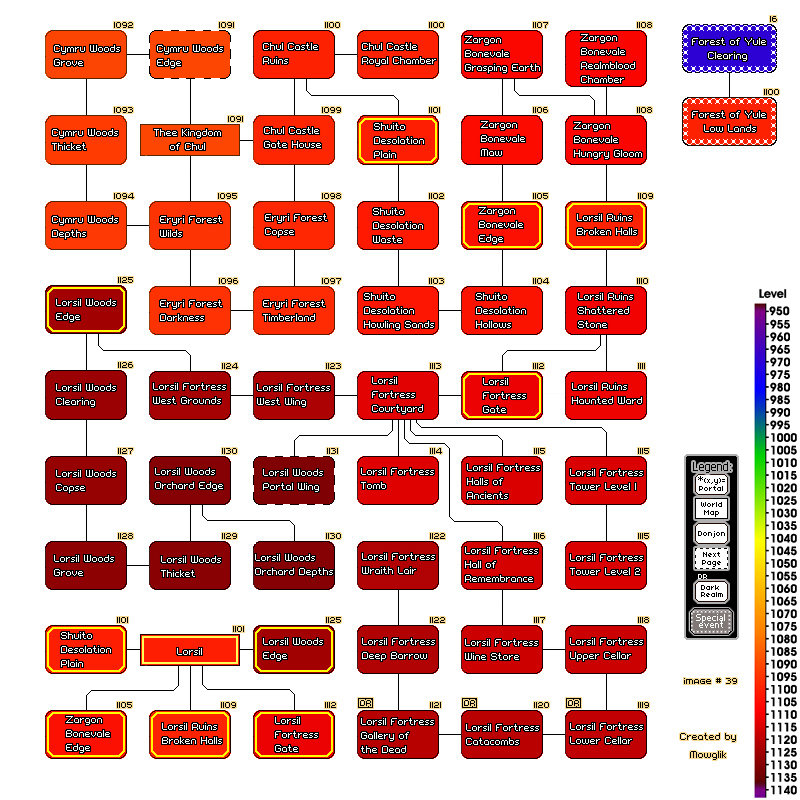 1092
Cymru Woods
Grove
1091
Cymru Woods
Edge
1100
Chul Castle
Ruins
1100
Chul Castle
Royal Chamber
1107
Zargon
Bonevale
Grasping Earth
1108
Zargon
Bonevale
Realmblood
Chamber
16
Forest of Yule
Clearing
1093
Cymru Woods
Thicket
1091
Thee Kingdom
of Chul
1099
Chul Castle
Gate House
1101
Shuito
Desolation
Plain
1106
Zargon
Bonevale
Maw
1108
Zargon
Bonevale
Hungry Gloom
1100
Forest of Yule
Low Lands
1094
Cymru Woods
Depths
1095
Eryri Forest
Wilds
1098
Eryri Forest
Copse
1102
Shuito
Desolation
Waste
1105
Zargon
Bonevale
Edge
1109
Lorsil Ruins
Broken Halls
1125
Lorsil Woods
Edge
1096
Eryri Forest
Darkness
1097
Eryri Forest
Timberland
1103
Shuito
Desolation
Howling Sands
1104
Shuito
Desolation
Hollows
1110
Lorsil Ruins
Shattered
Stone
1126
Lorsil Woods
Clearing
1124
Lorsil Fortress
West Grounds
1123
Lorsil Fortress
West Wing
1113
Lorsil
Fortress
Courtyard
1112
Lorsil
Fortress
Gate
1111
Lorsil Ruins
Haunted Ward
1127
Lorsil Woods
Copse
1130
Lorsil Woods
Orchard Edge
1131
Lorsil Woods
Portal Wing
1114
Lorsil Fortress
Tomb
1115
Lorsil Fortress
Halls of
Ancients
1115
Lorsil Fortress
Tower Level 1
1128
Lorsil Woods
Grove
1129
Lorsil Woods
Thicket
1130
Lorsil Woods
Orchard Depths
1122
Lorsil Fortress
Wraith Lair
1116
Lorsil Fortress
Hall of
Remembrance
1115
Lorsil Fortress
Tower Level 2
1101
Shuito
Desolation
Plain
1101
Lorsil
1125
Lorsil Woods
Edge
1122
Lorsil Fortress
Deep Barrow
1117
Lorsil Fortress
Wine Store
1118
Lorsil Fortress
Upper Cellar
1105
Zargon
Bonevale
Edge
1109
Lorsil Ruins
Broken Halls
1112
Lorsil
Fortress
Gate
DR
1121
Lorsil Fortress
Gallery of
the Dead
DR
1120
Lorsil Fortress
Catacombs
DR
1119
Lorsil Fortress
Lower Cellar
Legend:
*(x,y)=
Portal
World
Map
Donjon
Next
Page
DR
Dark
Realm
Special
event
image # 39
Created by
Mowglik
Level
950
955
960
965
970
975
980
985
990
995
1000
1005
1010
1015
1020
1025
1030
1035
1040
1045
1050
1055
1060
1065
1070
1075
1080
1085
1090
1095
1100
1105
1110
1115
1120
1125
1130
1135
1140